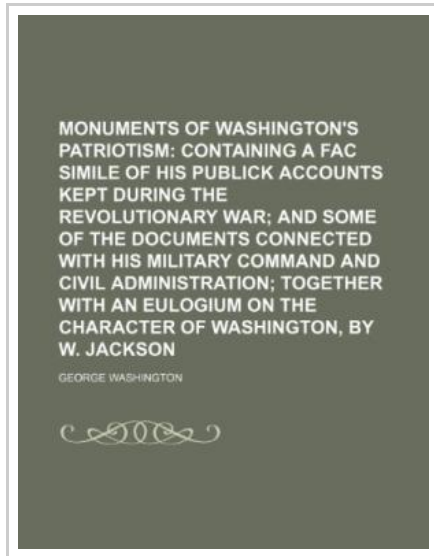 MONUMENTS OF WASHINGTON'S
PATRIOTISM: CONTAINING A FAC
SIMILE OF HIS PUBLICK ACCOUNTS
KEPT DURING THE
REVOLUTIONARY WAR; AND SOME
OF THE DOCUMENTS CONNECTED
WITH HIS MILITARY COMMAND AND
CIVIL ADMINISTRATION; TOGETHER
WITH AN EULOGIUM ON THE
CHARACTER OF WASHINGTON, BY
W. JACKSON
GEORGE WASHINGTON